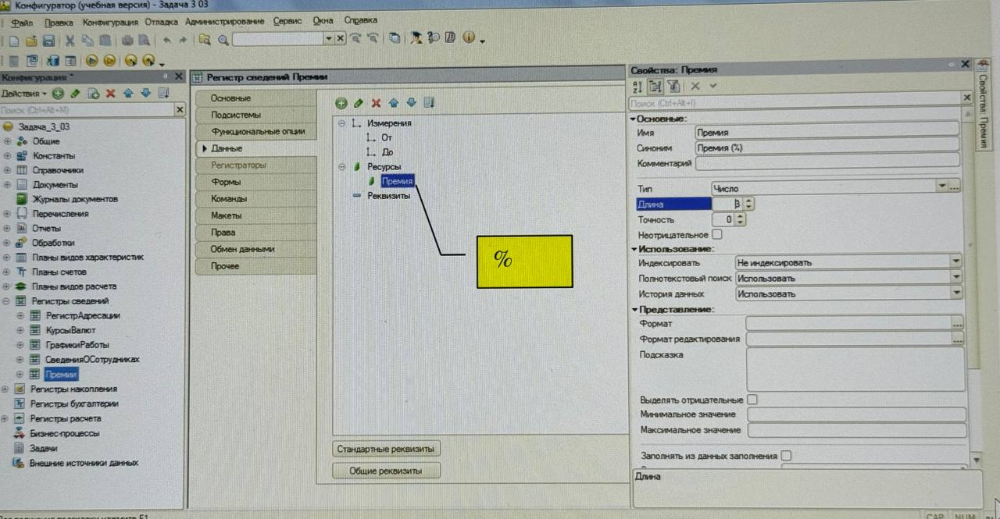 Конфигуратор (учебная версия) - Задача 3 03
Файл Правка Конфигурация Отладка Администрирование Сервис Окна Справка
Конфигурация *
Действия
Поиск (Ctrl+Alt+M)
Задача_3_03
Общие
Константы
Справочники
Документы
Журналы документов
Перечисления
Отчеты
Обработки
Планы видов характеристик
Планы счетов
Планы видов расчета
Регистры сведений
РегистрАдресации
КурсыВалют
ГрафикиРаботы
СведенияОСотрудниках
Премии
Регистры накопления
Регистры бухгалтерии
Регистры расчета
Бизнес-процессы
Задачи
Внешние источники данных
Регистр сведений Премии
Основные
Подсистемы
Функциональные опции
Данные
Регистраторы
Формы
Команды
Макеты
Права
Обмен данными
Прочее
Измерения
От
До
Ресурсы
Премия
Реквизиты
%
Стандартные реквизиты
Общие реквизиты
Свойства: Премия
Поиск (Ctrl+Alt+I)
Основные:
Имя Премия
Синоним Премия (%)
Комментарий
Тип Число
Длина 3
Точность 0
Неотрицательное
Использование:
Индексировать Не индексировать
Полнотекстовый поиск Использовать
История данных Использовать
Представление:
Формат
Формат редактирования
Подсказка
Выделять отрицательные
Минимальное значение
Максимальное значение
Заполнять из данных заполнения
Длина
Свойства: Премия
CAP NUM